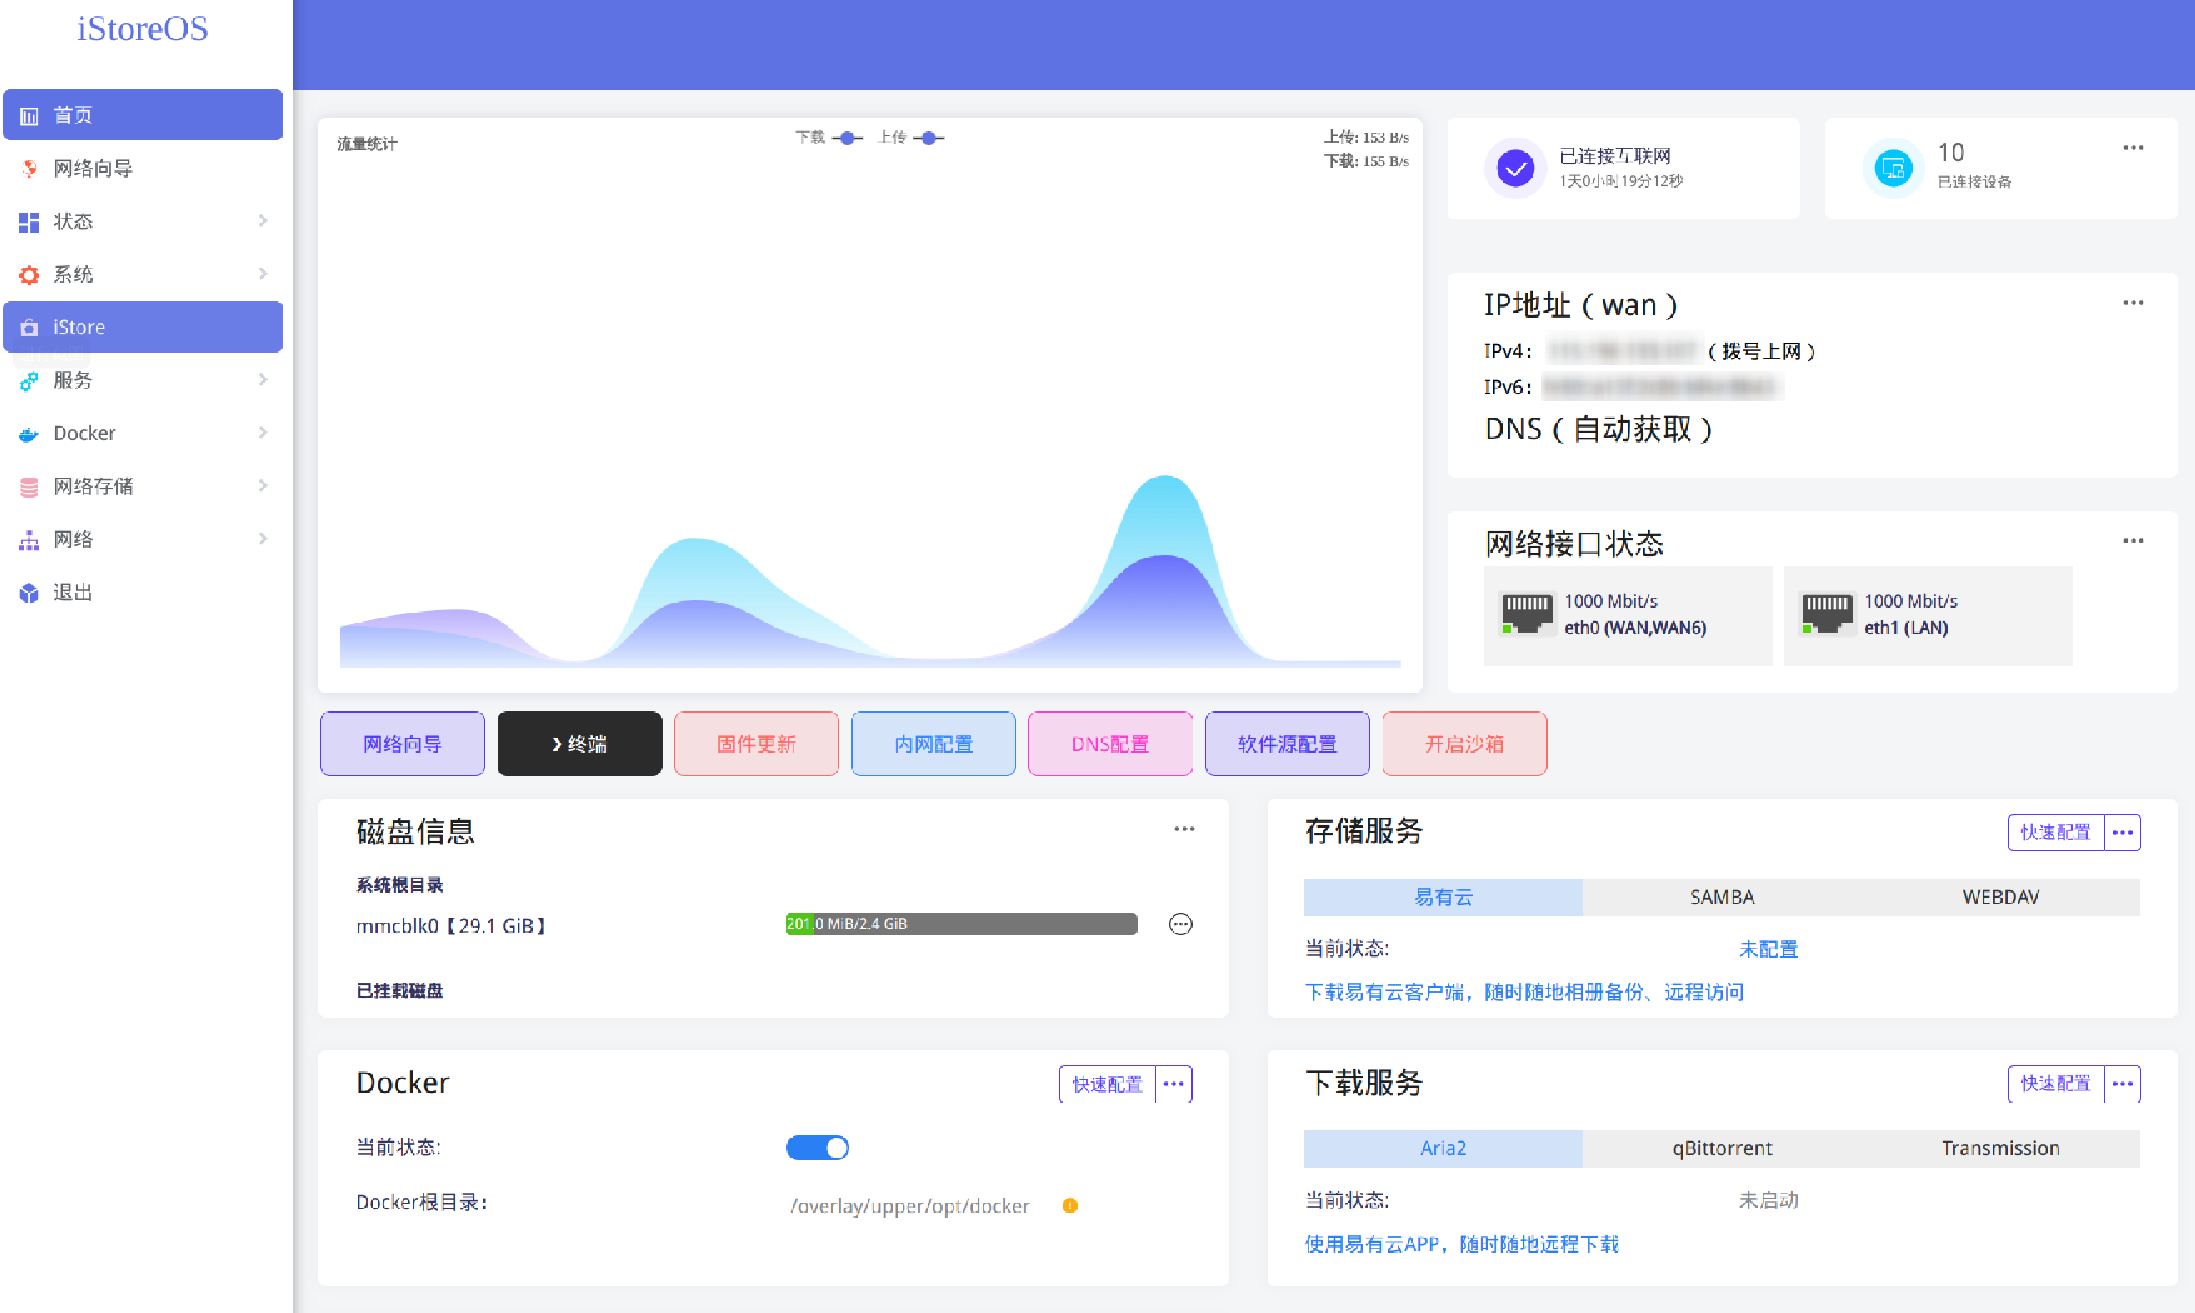 iStoreOS
首页
网络向导
状态
系统
iStore
服务
Docker
网络存储
网络
退出
流量统计
下载 上传
上传: 153 B/s
下载: 155 B/s
已连接互联网
1天0小时19分12秒
10
已连接设备
IP地址（wan）
IPv4: （拨号上网）
IPv6:
DNS（自动获取）
网络接口状态
1000 Mbit/s
eth0 (WAN,WAN6)
1000 Mbit/s
eth1 (LAN)
网络向导
❯ 终端
固件更新
内网配置
DNS配置
软件源配置
开启沙箱
磁盘信息
系统根目录
mmcblk0【29.1 GiB】
201.0 MiB/2.4 GiB
已挂载磁盘
存储服务
快速配置
易有云 SAMBA WEBDAV
当前状态: 未配置
下载易有云客户端，随时随地相册备份、远程访问
Docker
快速配置
当前状态:
Docker根目录: /overlay/upper/opt/docker
下载服务
快速配置
Aria2 qBittorrent Transmission
当前状态: 未启动
使用易有云APP，随时随地远程下载